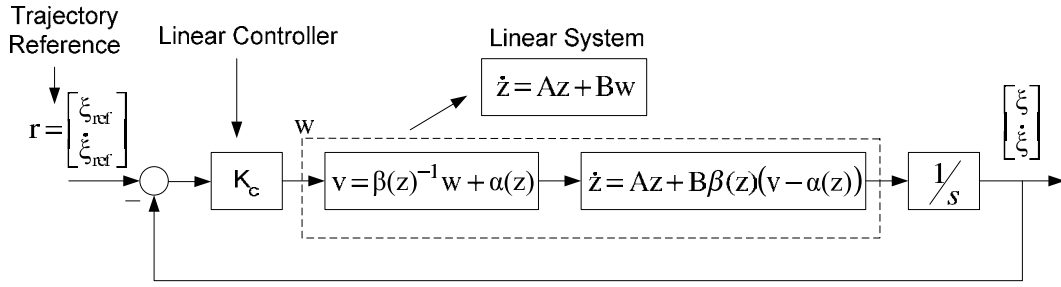 Trajectory
Reference
Linear Controller
Linear System
ż = Az + Bw
r = [ξref ξ̇ref]
w
[ξ ξ̇]
−
Kc
v = β(z)⁻¹w + α(z)
ż = Az + Bβ(z)(v − α(z))
1/s